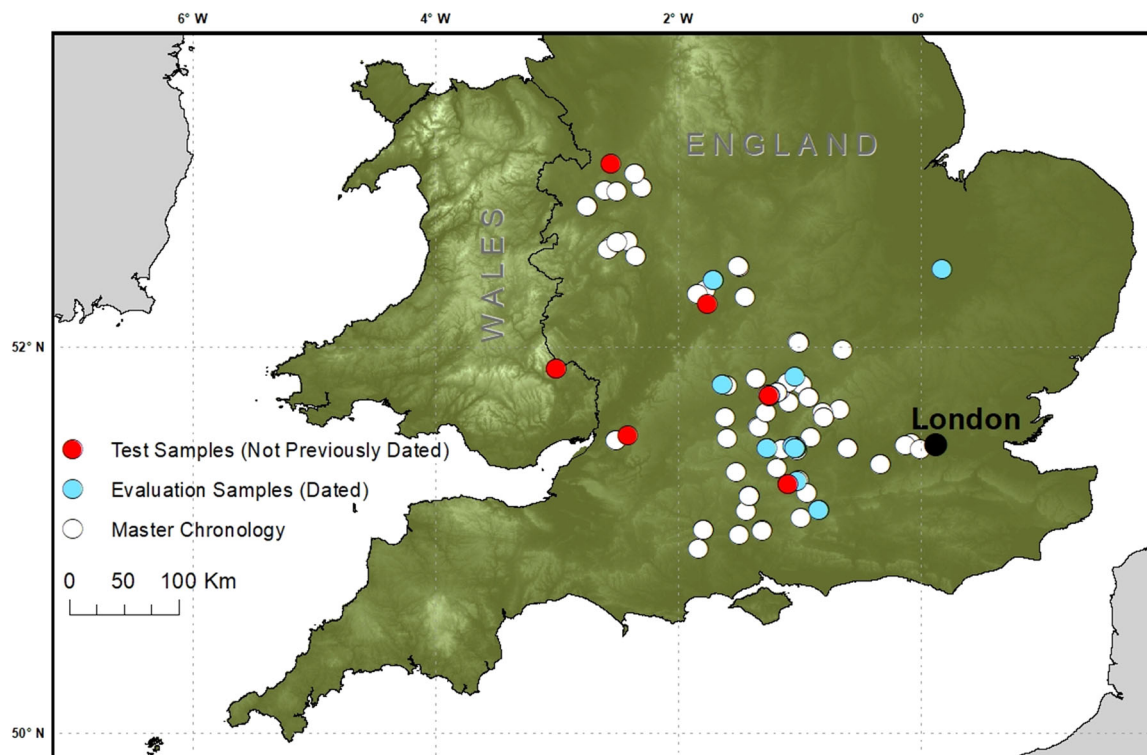 6° W 4° W 2° W 0°
ENGLAND
WALES
52° N
London
Test Samples (Not Previously Dated)
Evaluation Samples (Dated)
Master Chronology
0 50 100 Km
50° N